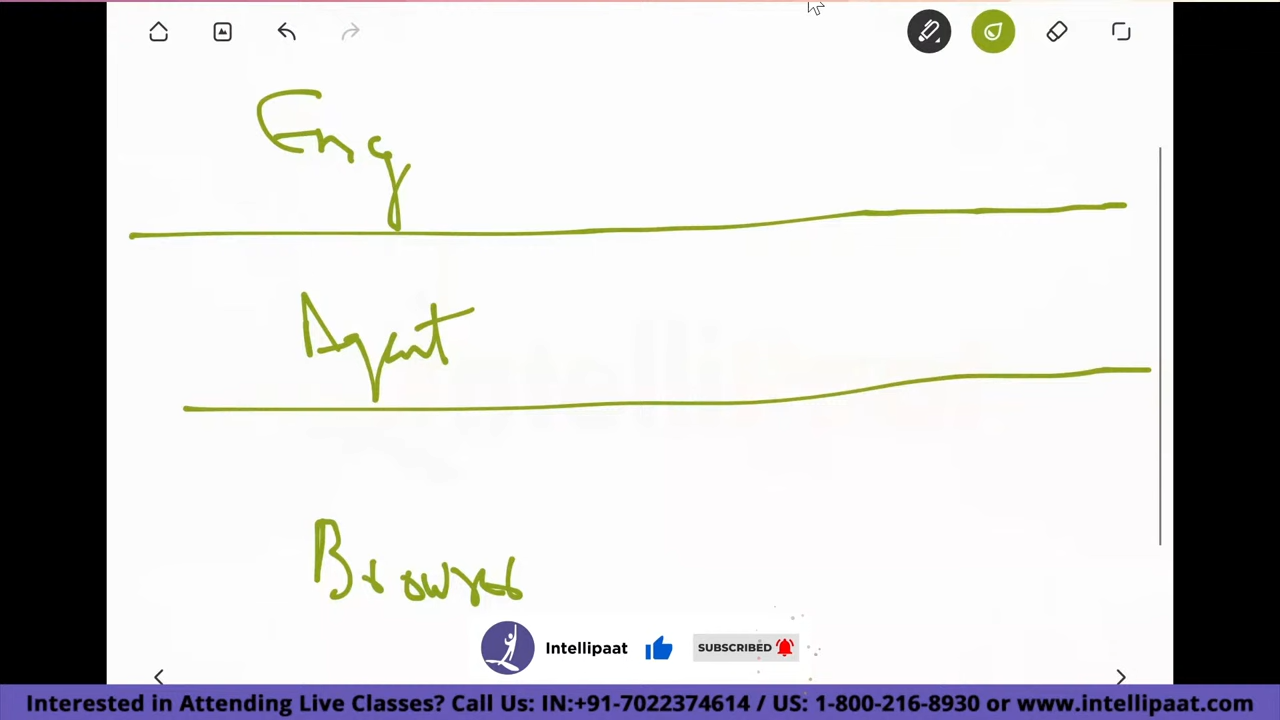 Eng
Agent
Browser
Intellipaat
SUBSCRIBED
Interested in Attending Live Classes? Call Us: IN:+91-7022374614 / US: 1-800-216-8930 or www.intellipaat.com